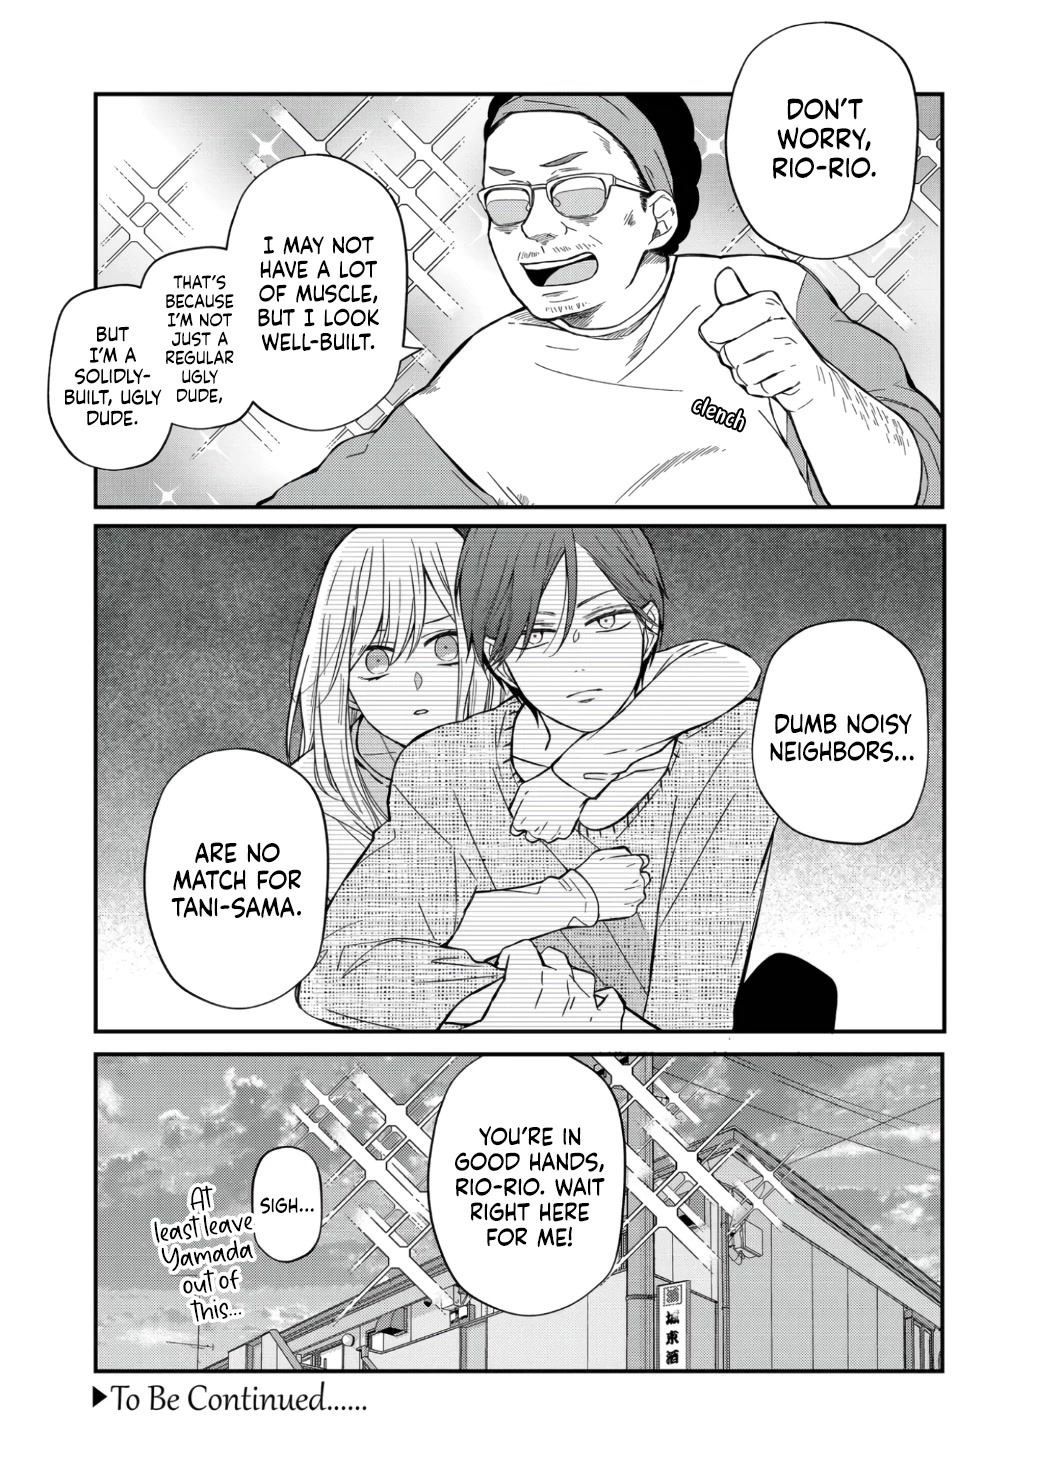 DON'T
WORRY,
RIO-RIO.
I MAY NOT
HAVE A LOT
OF MUSCLE,
BUT I LOOK
WELL-BUILT.
THAT'S
BECAUSE
I'M NOT
JUST A
REGULAR
UGLY
DUDE,
BUT
I'M A
SOLIDLY-
BUILT, UGLY
DUDE.
clench
DUMB NOISY
NEIGHBORS...
ARE NO
MATCH FOR
TANI-SAMA.
YOU'RE IN
GOOD HANDS,
RIO-RIO. WAIT
RIGHT HERE
FOR ME!
SIGH...
At
least leave
Yamada
out of
this...
酒
東
酒
To Be Continued......